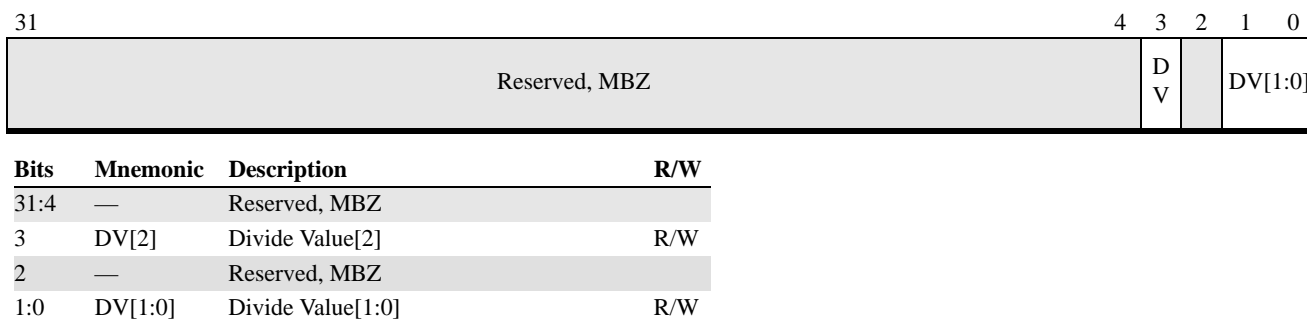 31 4 3 2 1 0
Reserved, MBZ D V DV[1:0]
Bits Mnemonic Description R/W
31:4 — Reserved, MBZ
3 DV[2] Divide Value[2] R/W
2 — Reserved, MBZ
1:0 DV[1:0] Divide Value[1:0] R/W